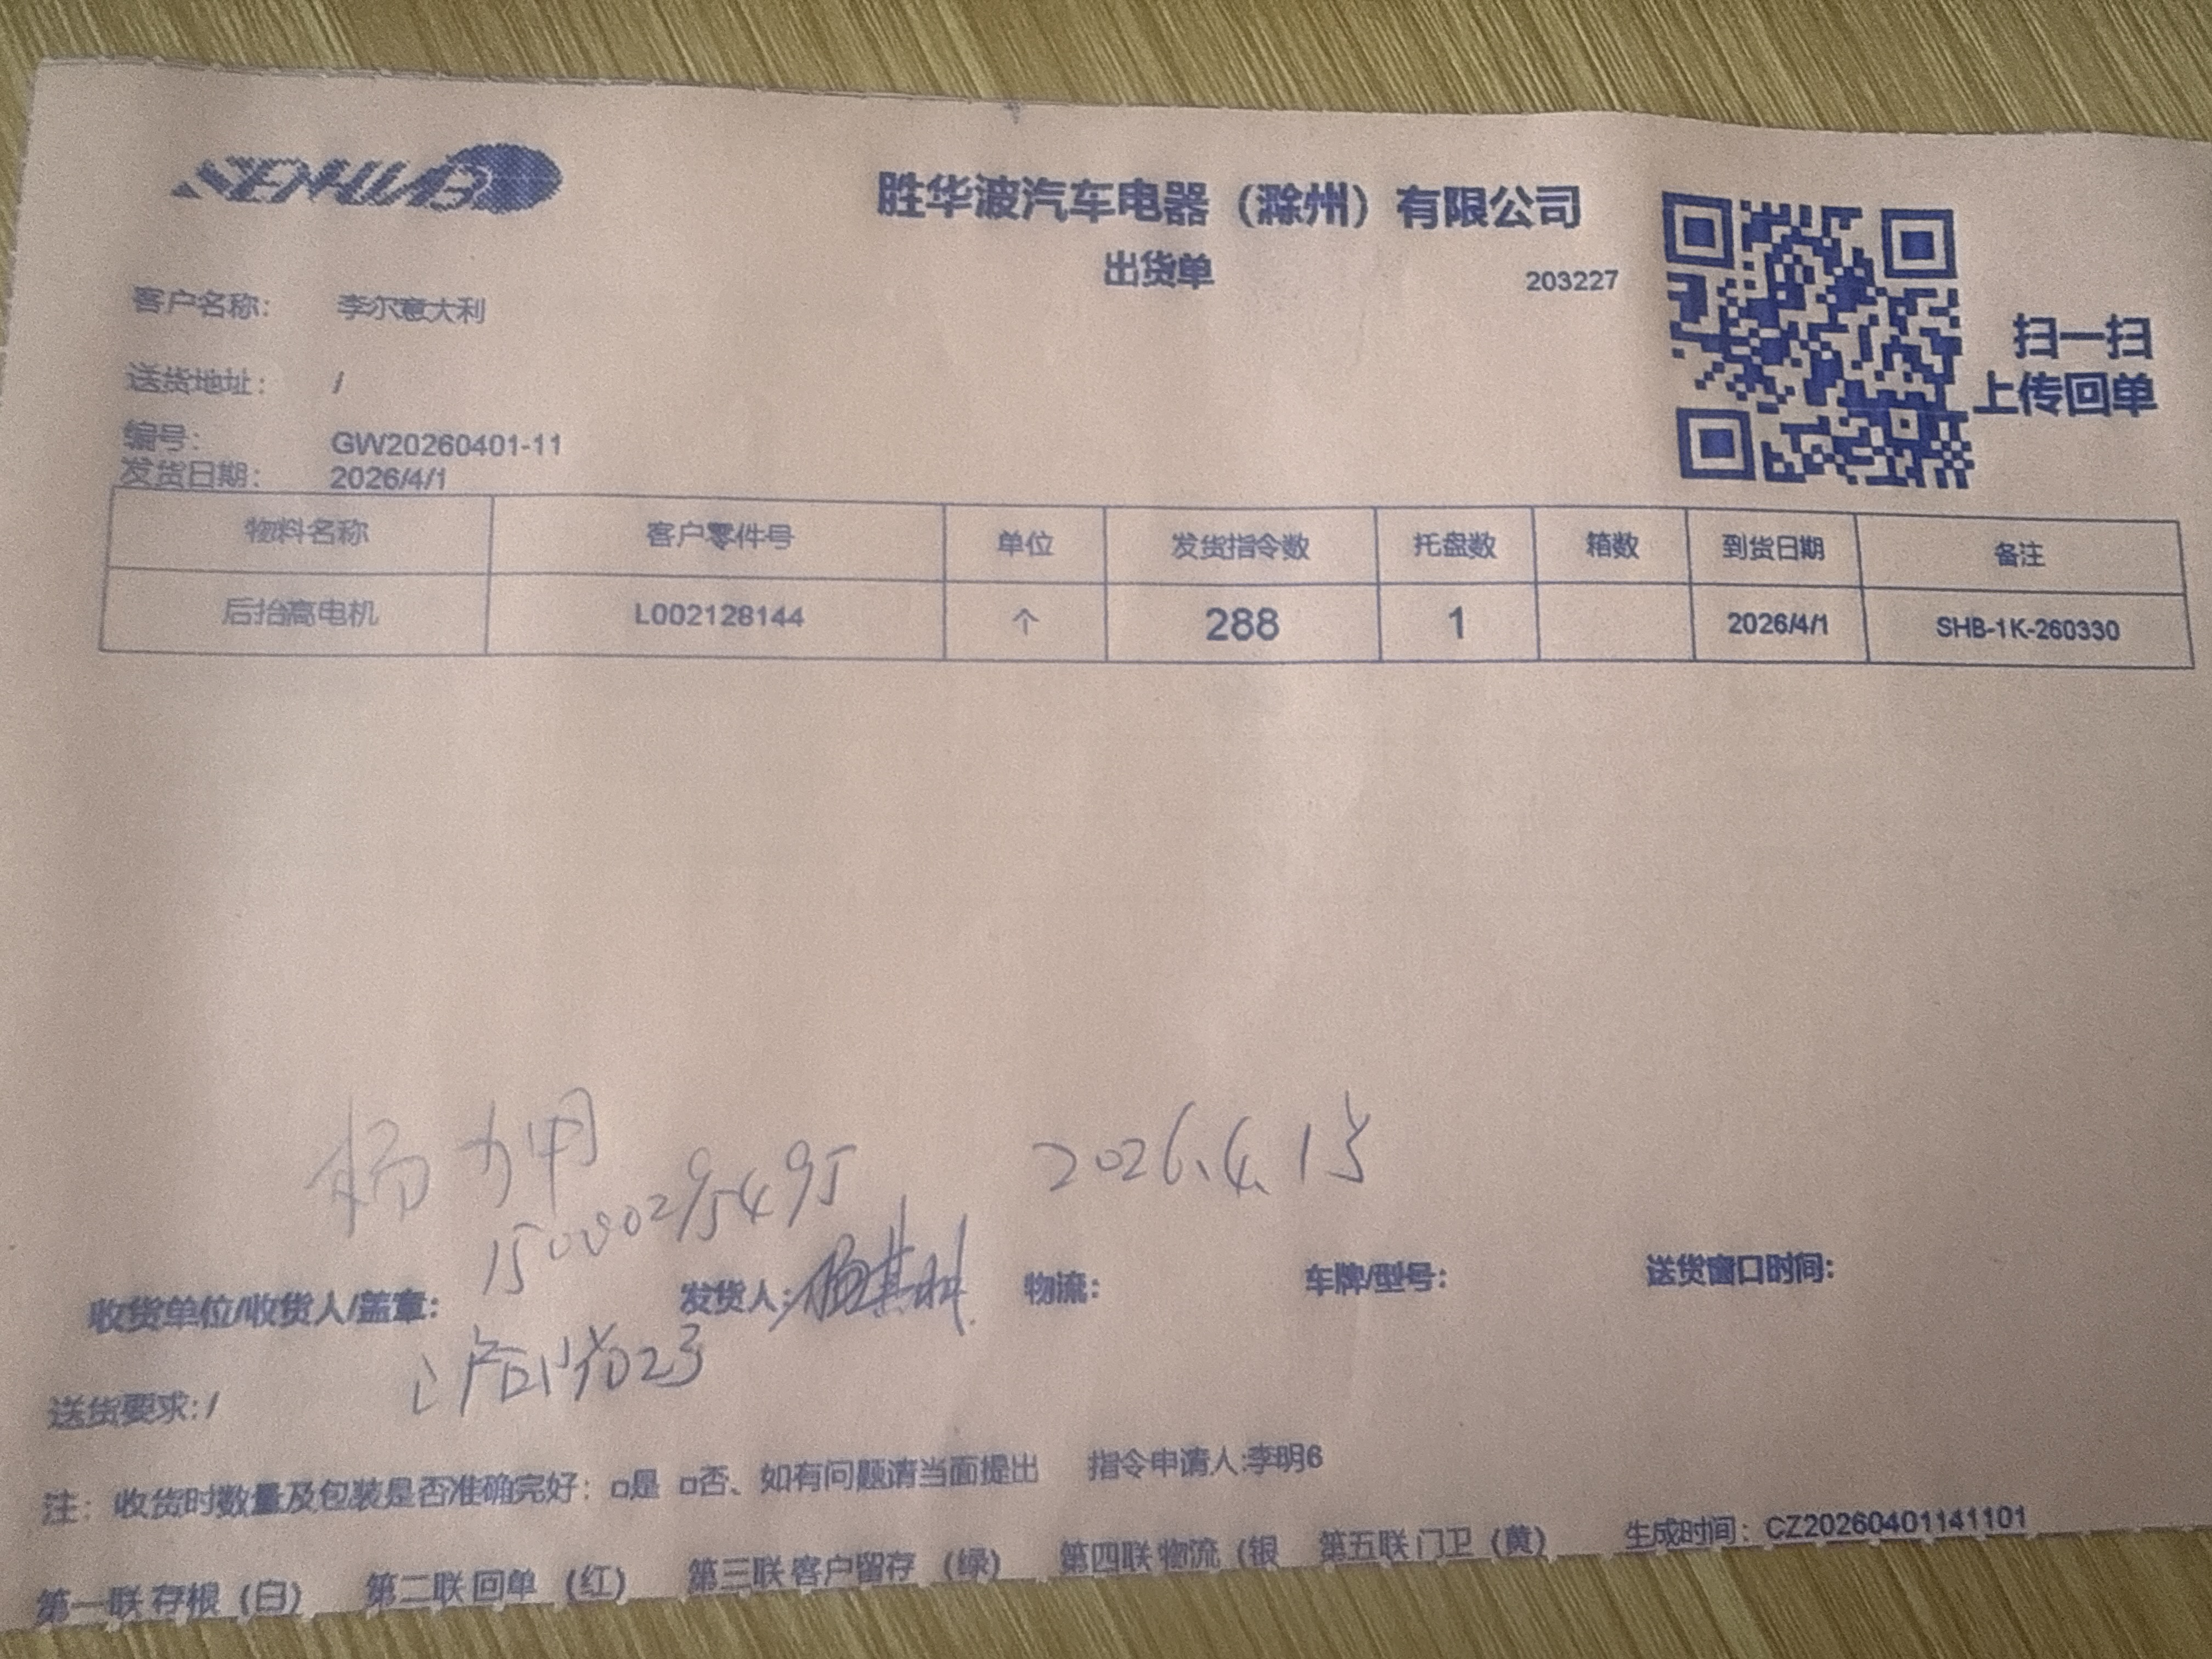 SEHWAB
胜华波汽车电器（滁州）有限公司
出货单 203227
扫一扫
上传回单
客户名称： 李尔意大利
送货地址： /
编号： GW20260401-11
发货日期： 2026/4/1
物料名称 客户零件号 单位 发货指令数 托盘数 箱数 到货日期 备注
后抬高电机 L002128144 个 288 1 2026/4/1 SHB-1K-260330
杨
2026.4.1
收货单位/收货人/盖章： 发货人： 物流： 车牌/型号： 送货窗口时间：
送货要求：/
注： 收货时数量及包装是否准确完好：□是 □否、如有问题请当面提出 指令申请人:李明6
第一联 存根（白） 第二联 回单 （红） 第三联 客户留存 （绿） 第四联 物流（银 第五联 门卫（黄） 生成时间：CZ20260401141101